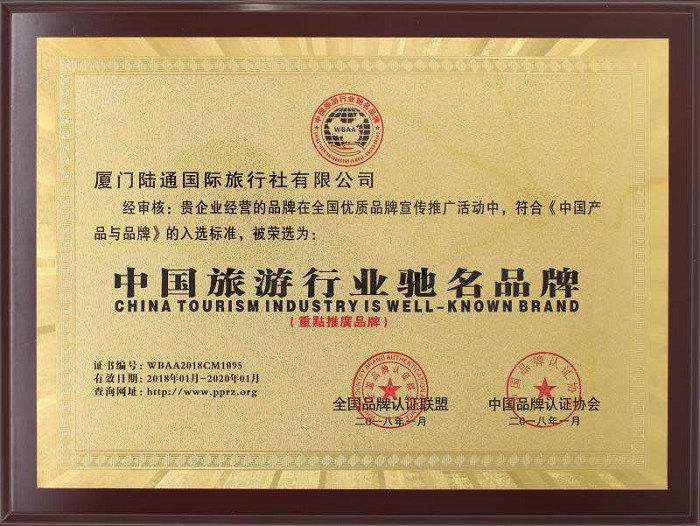 中国旅游行业驰名品牌
WBAA
厦门陆通国际旅行社有限公司
经审核：贵企业经营的品牌在全国优质品牌宣传推广活动中，符合《中国产
品与品牌》的入选标准，被荣选为：
中国旅游行业驰名品牌
CHINA TOURISM INDUSTRY IS WELL-KNOWN BRAND
（重點推廣品牌）
证书编号：WBAA2018CM1095
有效日期：2018年01月-2020年01月
查询网址：http://www.pprz.org
全国品牌认证联盟
二〇一八年一月
中国品牌认证协会
二〇一八年一月